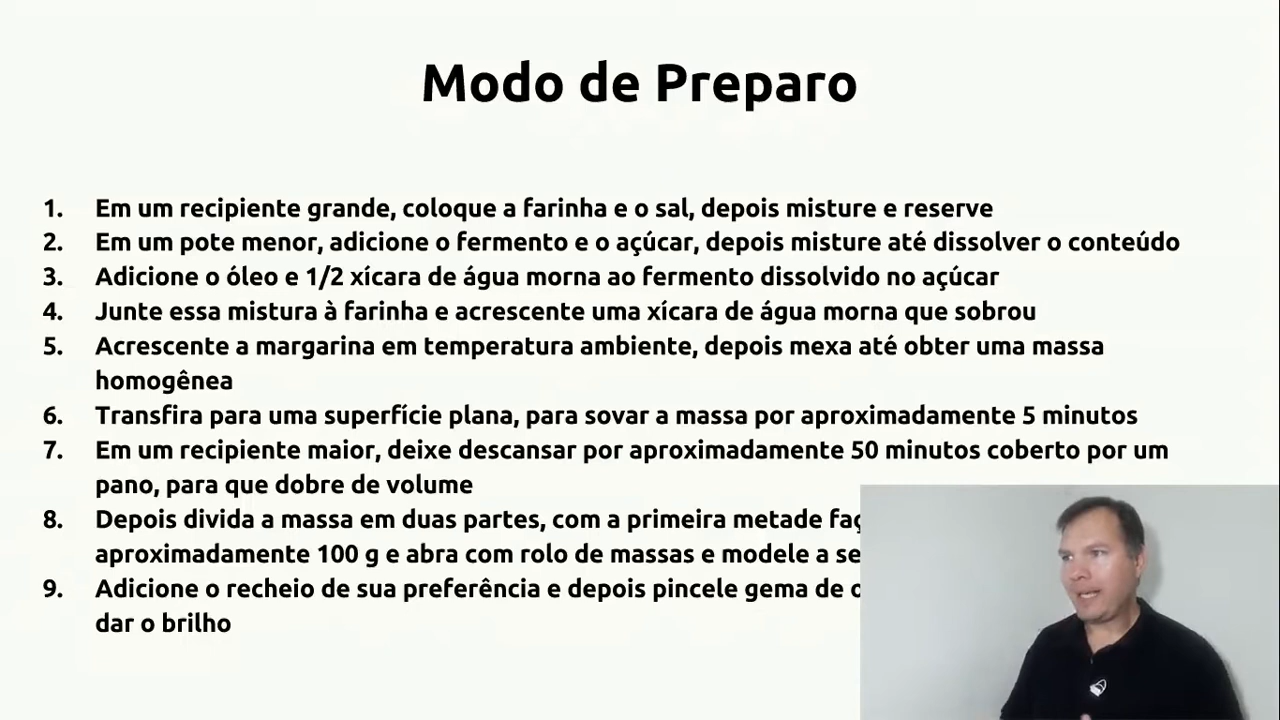 Modo de Preparo
1. Em um recipiente grande, coloque a farinha e o sal, depois misture e reserve
2. Em um pote menor, adicione o fermento e o açúcar, depois misture até dissolver o conteúdo
3. Adicione o óleo e 1/2 xícara de água morna ao fermento dissolvido no açúcar
4. Junte essa mistura à farinha e acrescente uma xícara de água morna que sobrou
5. Acrescente a margarina em temperatura ambiente, depois mexa até obter uma massa
homogênea
6. Transfira para uma superfície plana, para sovar a massa por aproximadamente 5 minutos
7. Em um recipiente maior, deixe descansar por aproximadamente 50 minutos coberto por um
pano, para que dobre de volume
8. Depois divida a massa em duas partes, com a primeira metade
aproximadamente 100 g e abra com rolo de massas e modele a
9. Adicione o recheio de sua preferência e depois pincele gema de
dar o brilho